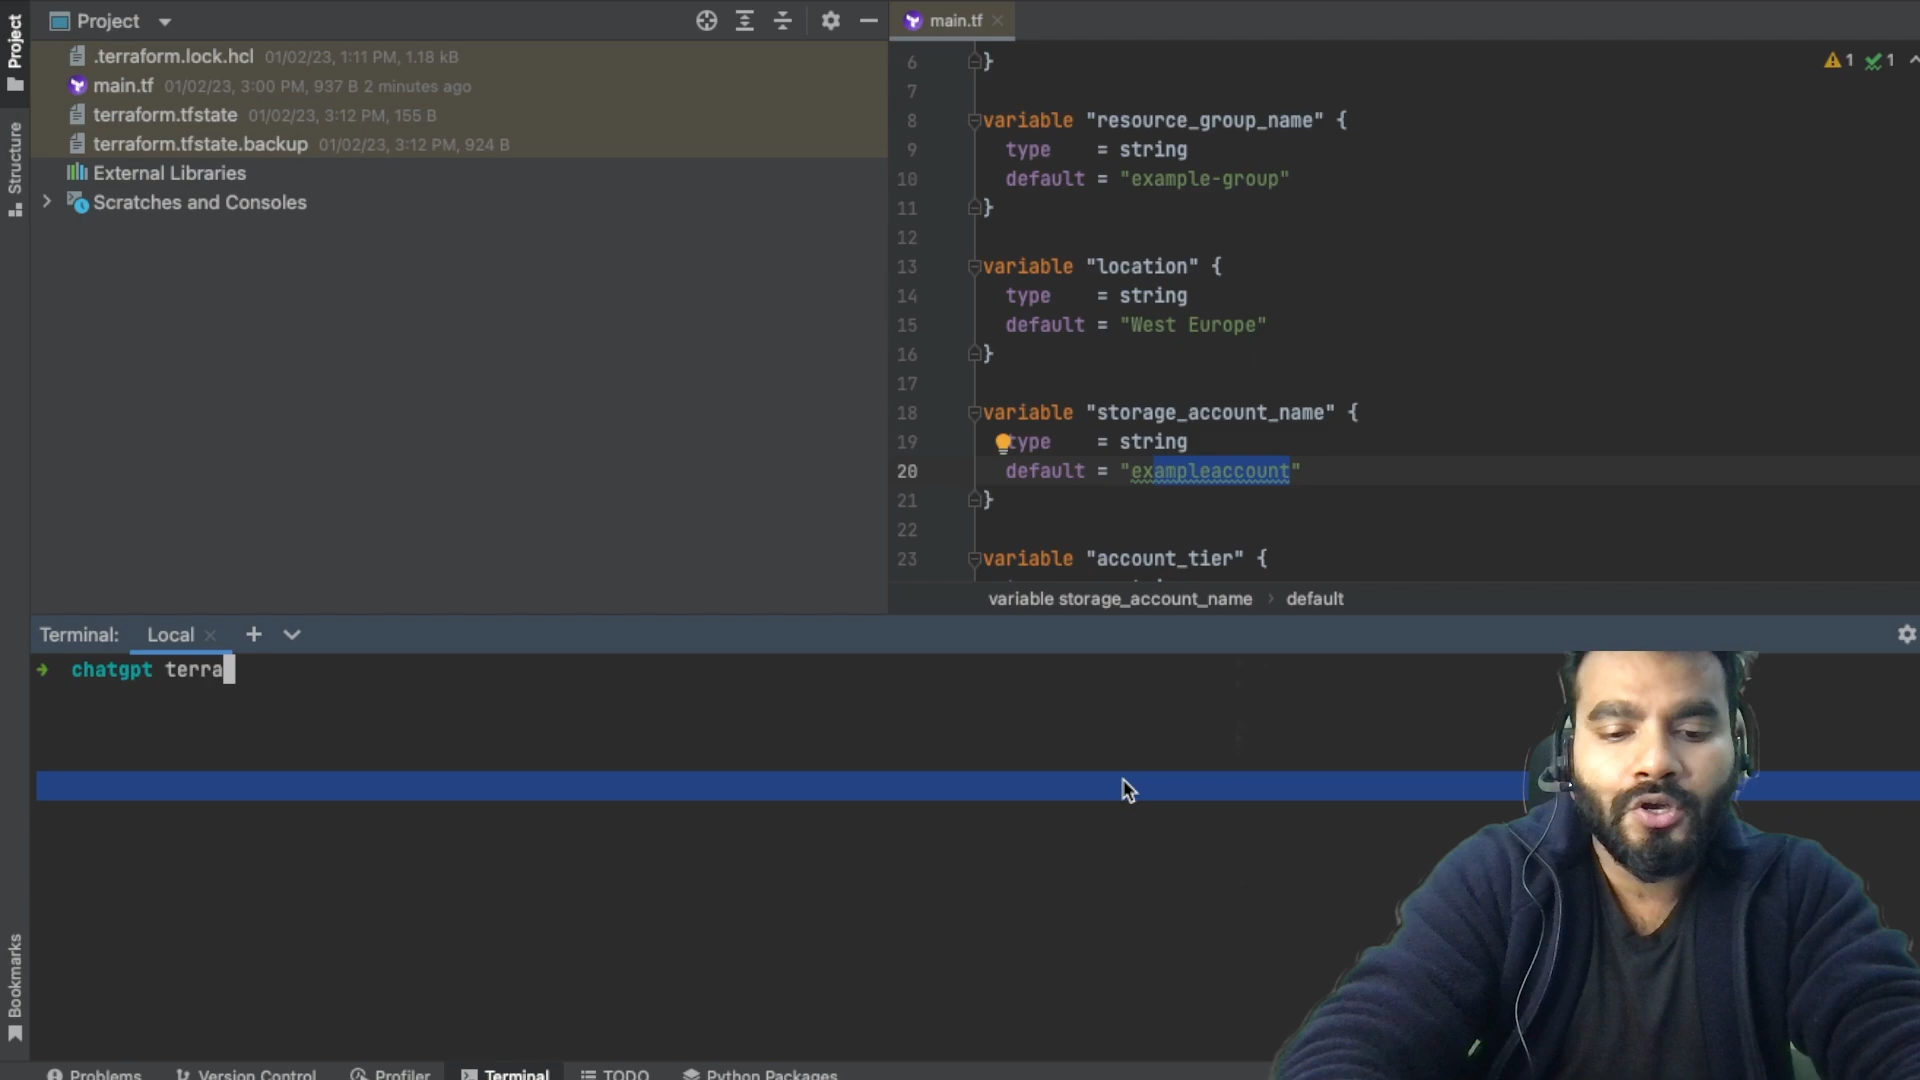 Project
Project
.terraform.lock.hcl 01/02/23, 1:11 PM, 1.18 kB
main.tf 01/02/23, 3:00 PM, 937 B 2 minutes ago
terraform.tfstate 01/02/23, 3:12 PM, 155 B
terraform.tfstate.backup 01/02/23, 3:12 PM, 924 B
External Libraries
Scratches and Consoles
Structure
Bookmarks
main.tf
1 1
6 }
7
8 variable "resource_group_name" {
9 type = string
10 default = "example-group"
11 }
12
13 variable "location" {
14 type = string
15 default = "West Europe"
16 }
17
18 variable "storage_account_name" {
19 type = string
20 default = "exampleaccount"
21 }
22
23 variable "account_tier" {
variable storage_account_name > default
Terminal: Local
chatgpt terra
Problems Version Control Profiler Terminal TODO Python Packages